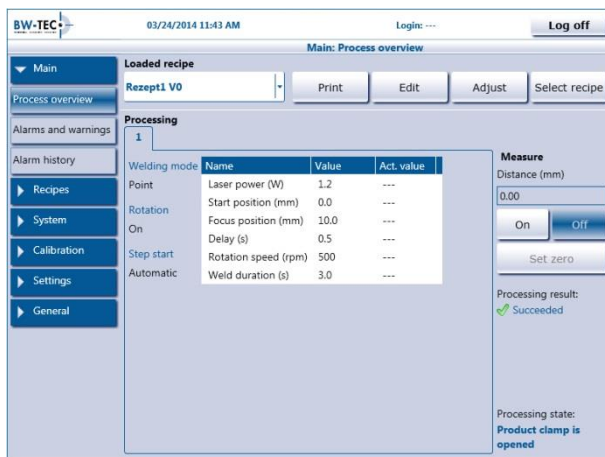 BW-TEC
03/24/2014 11:43 AM
Login: ---
Log off
Main: Process overview
Main
Process overview
Alarms and warnings
Alarm history
Recipes
System
Calibration
Settings
General
Loaded recipe
Rezept1 V0
Print
Edit
Adjust
Select recipe
Processing
1
Welding mode
Point
Rotation
On
Step start
Automatic
Name Value Act. value
Laser power (W) 1.2 ---
Start position (mm) 0.0 ---
Focus position (mm) 10.0 ---
Delay (s) 0.5 ---
Rotation speed (rpm) 500 ---
Weld duration (s) 3.0 ---
Measure
Distance (mm)
0.00
On Off
Set zero
Processing result:
Succeeded
Processing state:
Product clamp is
opened